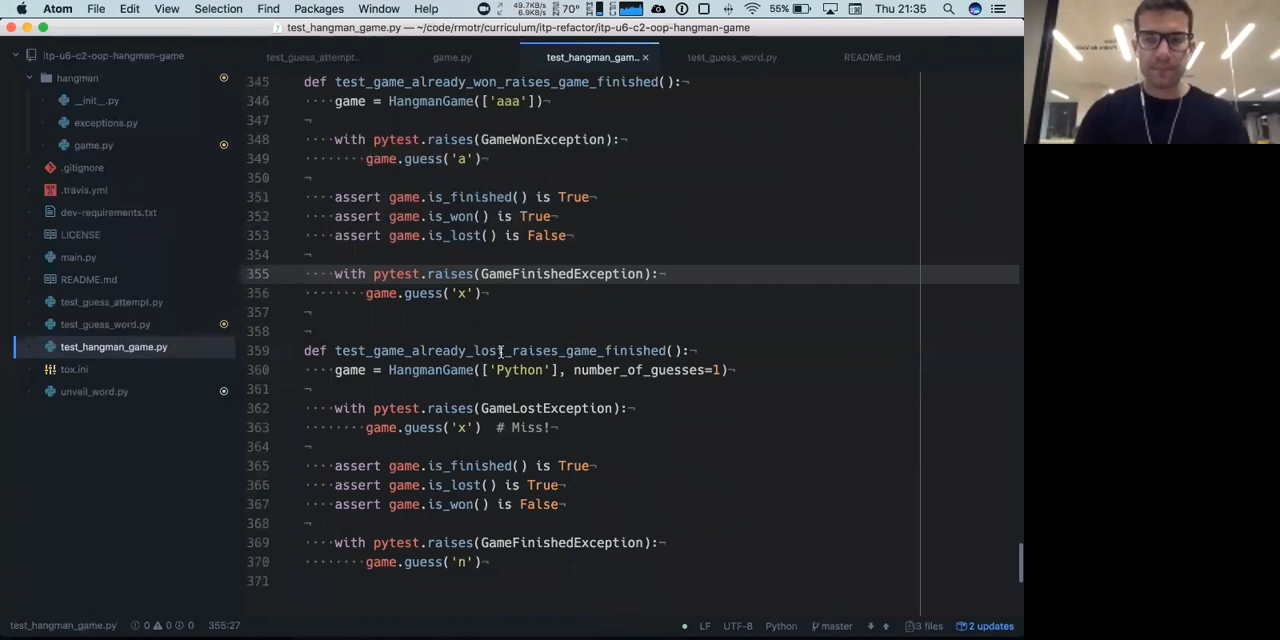 Atom File Edit View Selection Find Packages Window Help 49.7KB/s 6.9KB/s 70° 55% Thu 21:35
test_hangman_game.py — ~/code/rmotr/curriculum/itp-refactor/itp-u6-c2-oop-hangman-game
itp-u6-c2-oop-hangman-game
hangman
__init__.py
exceptions.py
game.py
.gitignore
.travis.yml
dev-requirements.txt
LICENSE
main.py
README.md
test_guess_attempt.py
test_guess_word.py
test_hangman_game.py
tox.ini
unveil_word.py
test_guess_attempt.. game.py test_hangman_gam... × test_guess_word.py README.md
345 def test_game_already_won_raises_game_finished():¬
346 ····game = HangmanGame(['aaa'])¬
347 ¬
348 ····with pytest.raises(GameWonException):¬
349 ········game.guess('a')¬
350 ¬
351 ····assert game.is_finished() is True¬
352 ····assert game.is_won() is True¬
353 ····assert game.is_lost() is False¬
354 ¬
355 ····with pytest.raises(GameFinishedException):¬
356 ········game.guess('x')¬
357 ¬
358 ¬
359 def test_game_already_lost_raises_game_finished():¬
360 ····game = HangmanGame(['Python'], number_of_guesses=1)¬
361 ¬
362 ····with pytest.raises(GameLostException):¬
363 ········game.guess('x')  # Miss!¬
364 ¬
365 ····assert game.is_finished() is True¬
366 ····assert game.is_lost() is True¬
367 ····assert game.is_won() is False¬
368 ¬
369 ····with pytest.raises(GameFinishedException):¬
370 ········game.guess('n')¬
371
test_hangman_game.py 0 0 0 355:27 LF UTF-8 Python master 3 files 2 updates